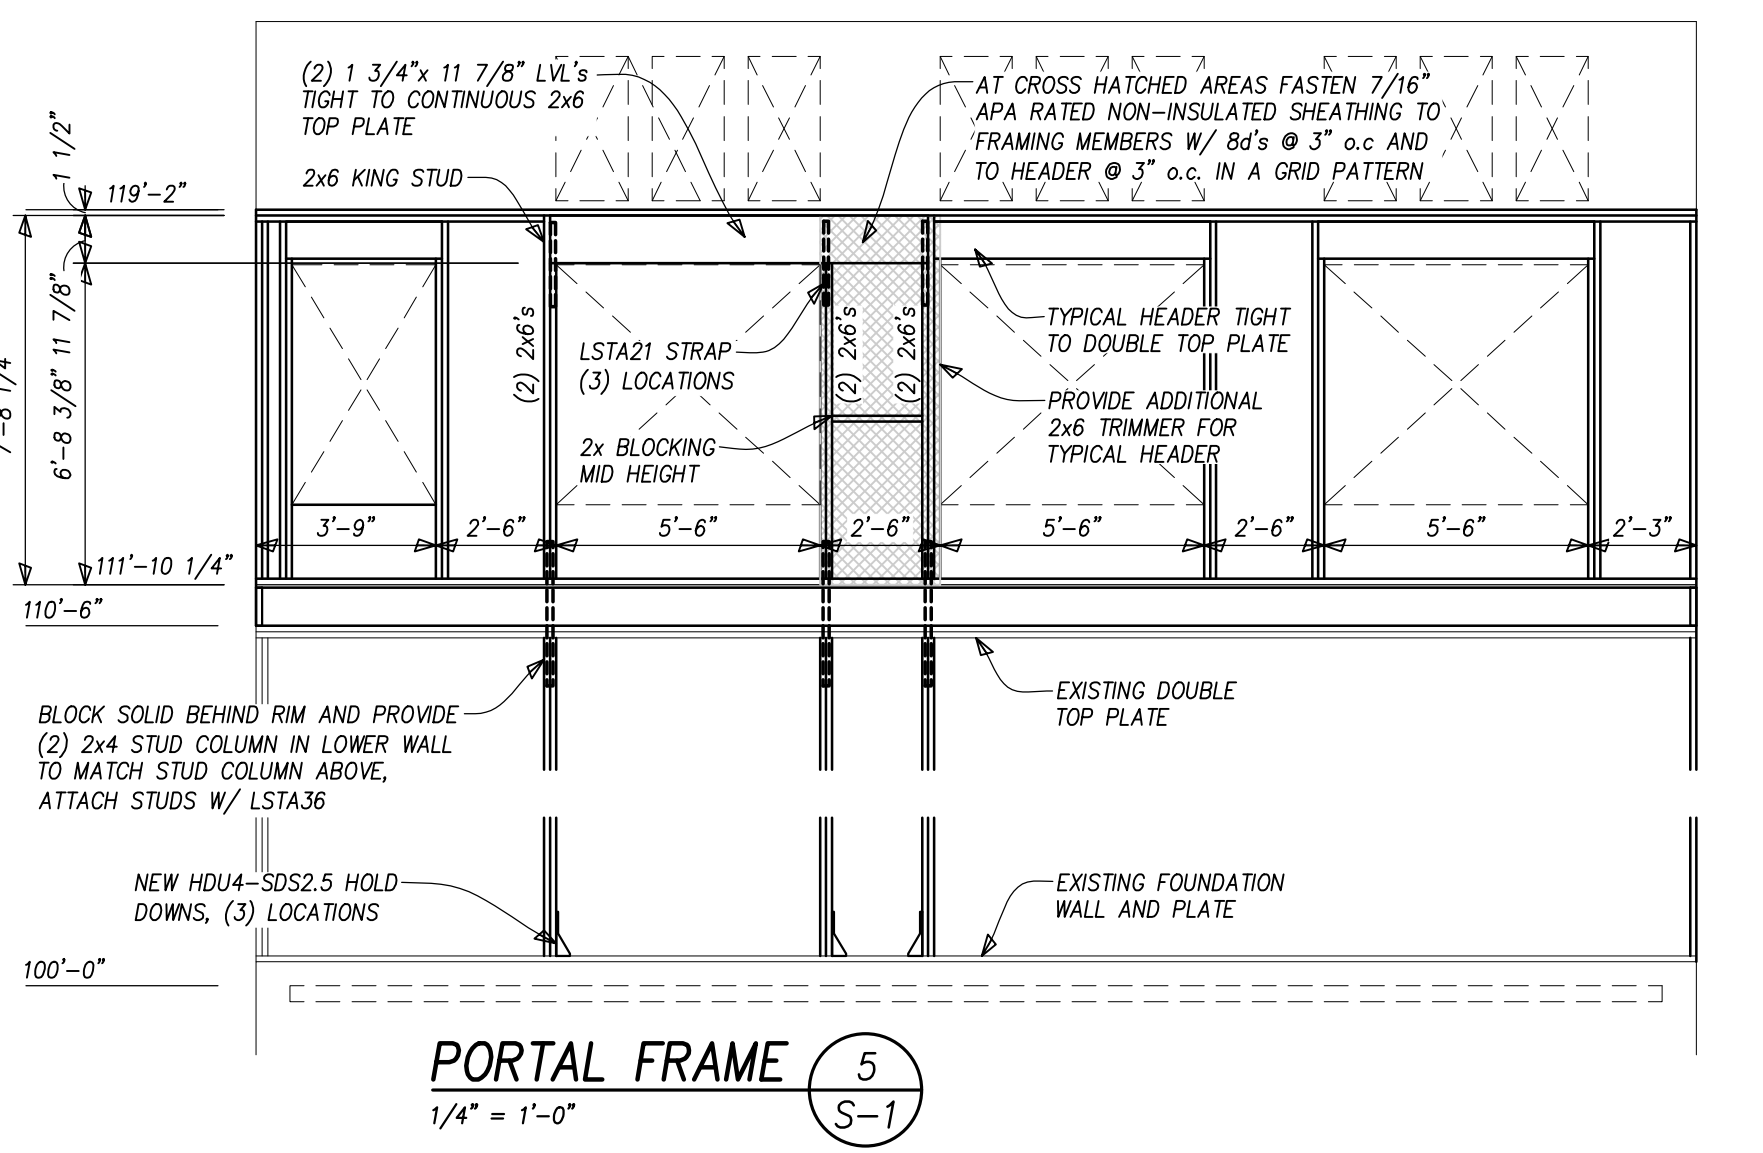 (2) 1 3/4"x 11 7/8" LVL's
TIGHT TO CONTINUOUS 2x6
TOP PLATE
2x6 KING STUD
AT CROSS HATCHED AREAS FASTEN 7/16"
APA RATED NON-INSULATED SHEATHING TO
FRAMING MEMBERS W/ 8d's @ 3" o.c AND
TO HEADER @ 3" o.c. IN A GRID PATTERN
1 1/2"
119'-2"
11 7/8"
6'-8 3/8"
(2) 2x6's
LSTA21 STRAP
(3) LOCATIONS
2x BLOCKING
MID HEIGHT
(2) 2x6's
(2) 2x6's
TYPICAL HEADER TIGHT
TO DOUBLE TOP PLATE
PROVIDE ADDITIONAL
2x6 TRIMMER FOR
TYPICAL HEADER
3'-9"
2'-6"
5'-6"
2'-6"
5'-6"
2'-6"
5'-6"
2'-3"
111'-10 1/4"
110'-6"
BLOCK SOLID BEHIND RIM AND PROVIDE
(2) 2x4 STUD COLUMN IN LOWER WALL
TO MATCH STUD COLUMN ABOVE,
ATTACH STUDS W/ LSTA36
EXISTING DOUBLE
TOP PLATE
NEW HDU4-SDS2.5 HOLD
DOWNS, (3) LOCATIONS
EXISTING FOUNDATION
WALL AND PLATE
100'-0"
PORTAL FRAME
1/4" = 1'-0"
5
S-1